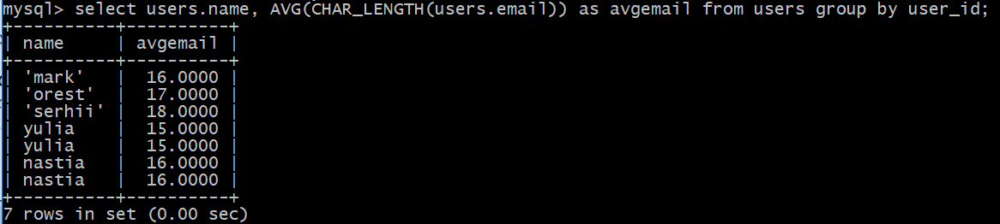 mysql> select users.name, AVG(CHAR_LENGTH(users.email)) as avgemail from users group by user_id;
+----------+----------+
| name     | avgemail |
+----------+----------+
| 'mark'   |  16.0000 |
| 'orest'  |  17.0000 |
| 'serhii' |  18.0000 |
| yulia    |  15.0000 |
| yulia    |  15.0000 |
| nastia   |  16.0000 |
| nastia   |  16.0000 |
+----------+----------+
7 rows in set (0.00 sec)